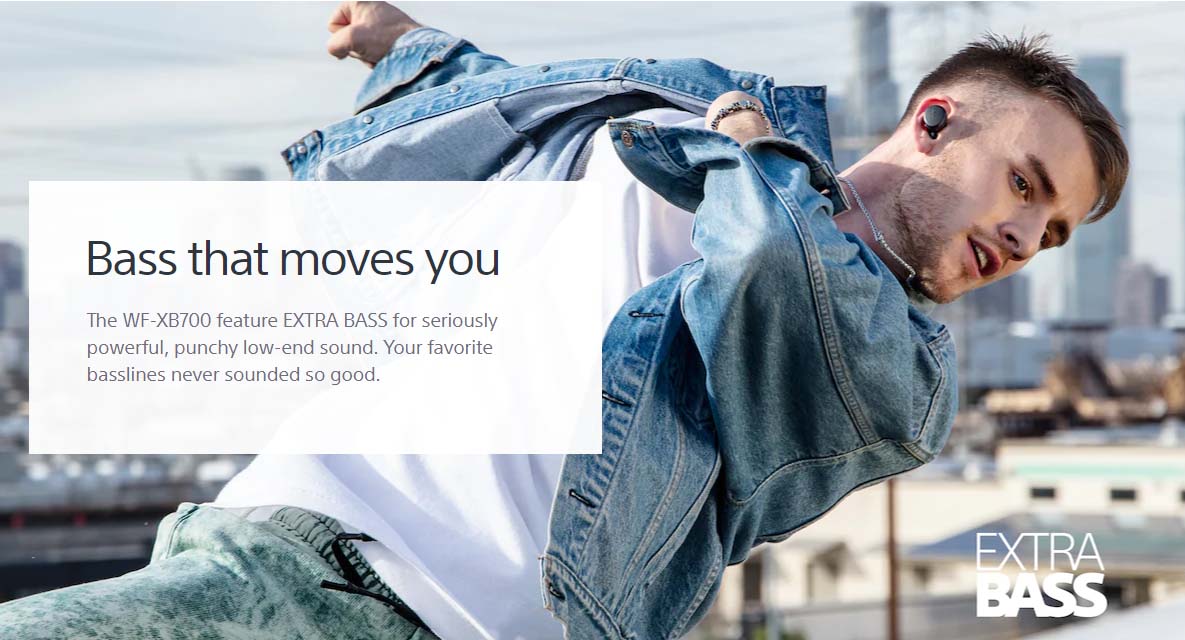 Bass that moves you
The WF-XB700 feature EXTRA BASS for seriously
powerful, punchy low-end sound. Your favorite
basslines never sounded so good.
EXTRA
BASS